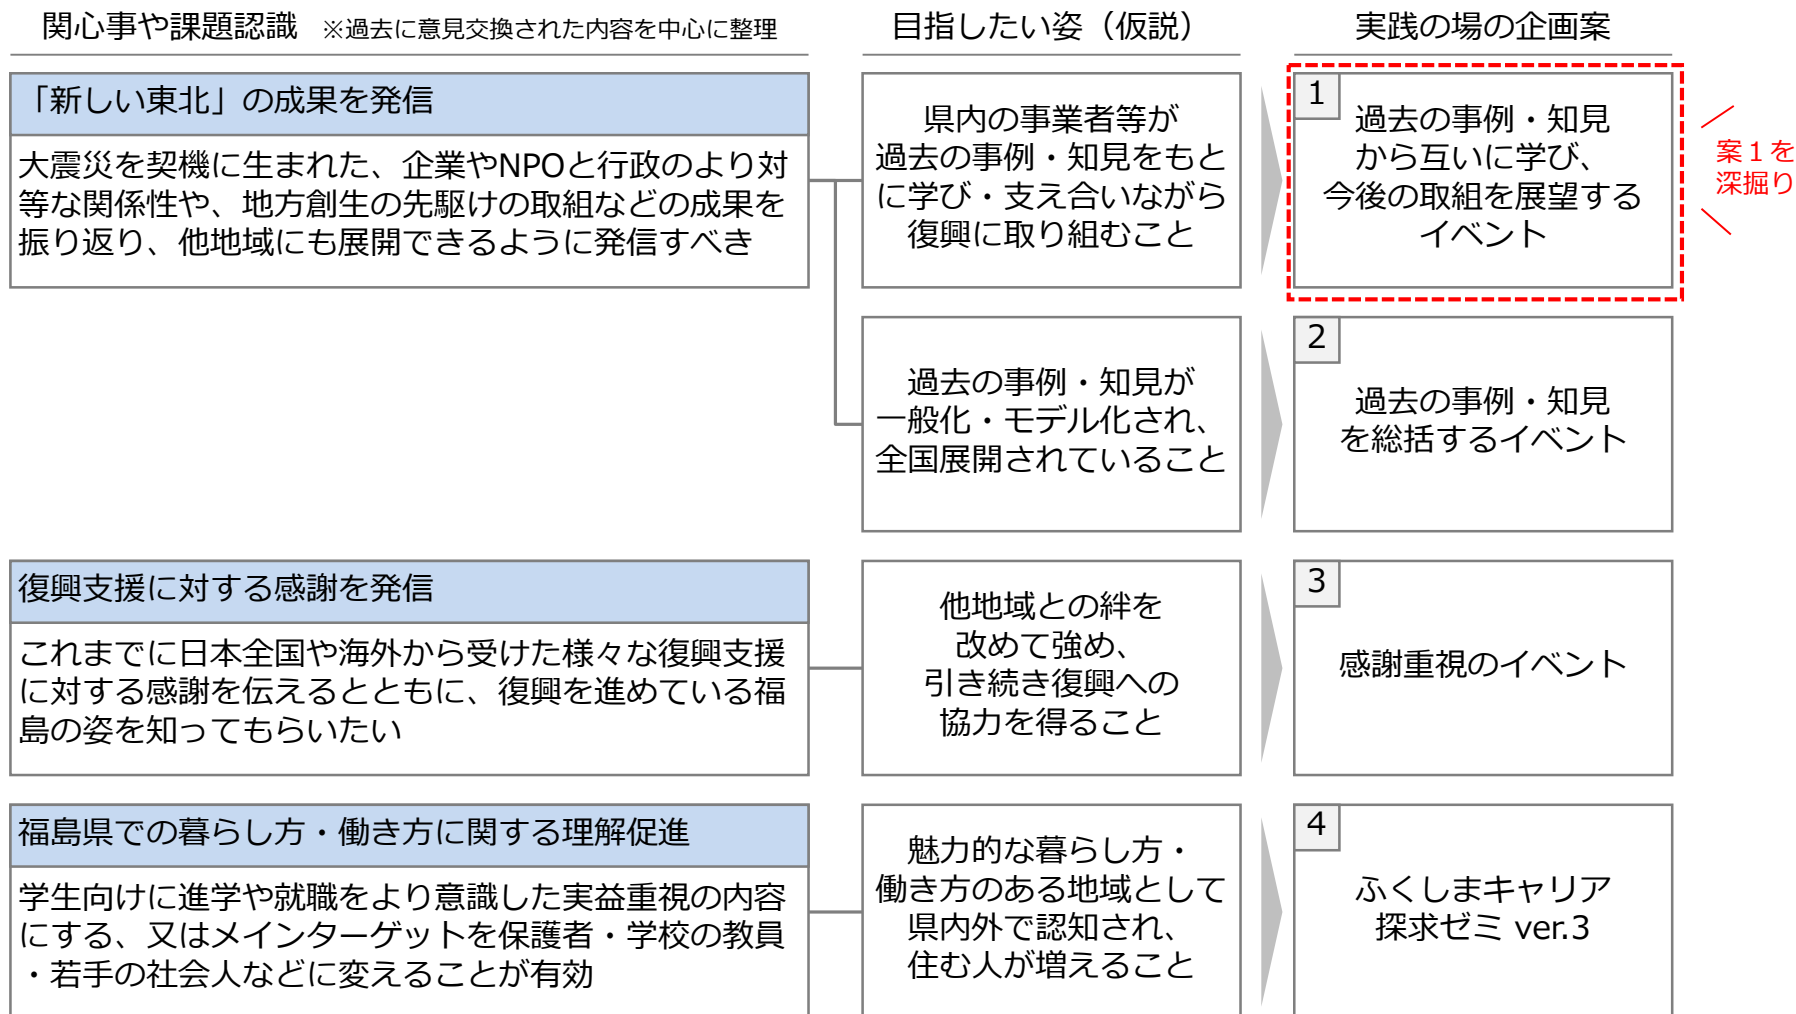 関心事や課題認識 ※過去に意見交換された内容を中心に整理
目指したい姿（仮説）
実践の場の企画案
「新しい東北」の成果を発信
大震災を契機に生まれた、企業やNPOと行政のより対
等な関係性や、地方創生の先駆けの取組などの成果を
振り返り、他地域にも展開できるように発信すべき
県内の事業者等が
過去の事例・知見をもと
に学び・支え合いながら
復興に取り組むこと
1
過去の事例・知見
から互いに学び、
今後の取組を展望する
イベント
案１を
深掘り
過去の事例・知見が
一般化・モデル化され、
全国展開されていること
2
過去の事例・知見
を総括するイベント
復興支援に対する感謝を発信
これまでに日本全国や海外から受けた様々な復興支援
に対する感謝を伝えるとともに、復興を進めている福
島の姿を知ってもらいたい
他地域との絆を
改めて強め、
引き続き復興への
協力を得ること
3
感謝重視のイベント
福島県での暮らし方・働き方に関する理解促進
学生向けに進学や就職をより意識した実益重視の内容
にする、又はメインターゲットを保護者・学校の教員
・若手の社会人などに変えることが有効
魅力的な暮らし方・
働き方のある地域として
県内外で認知され、
住む人が増えること
4
ふくしまキャリア
探求ゼミ ver.3